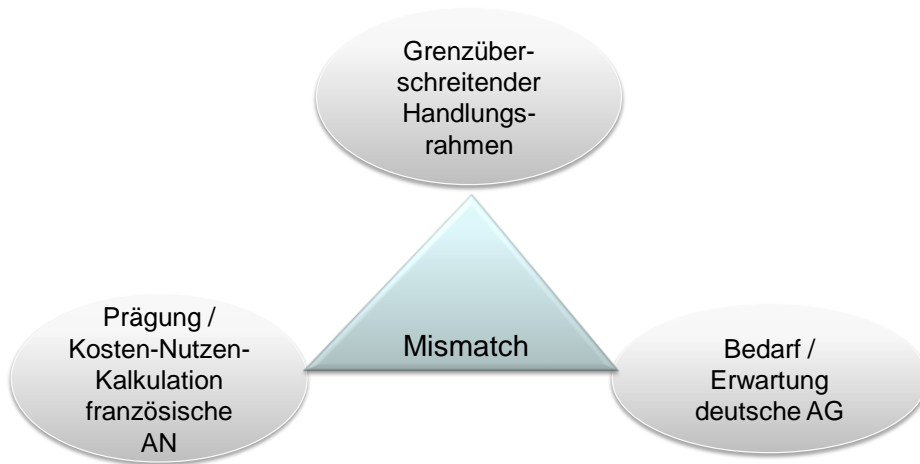 Grenzüber-
schreitender
Handlungs-
rahmen
Prägung /
Kosten-Nutzen-
Kalkulation
französische
AN
Mismatch
Bedarf /
Erwartung
deutsche AG